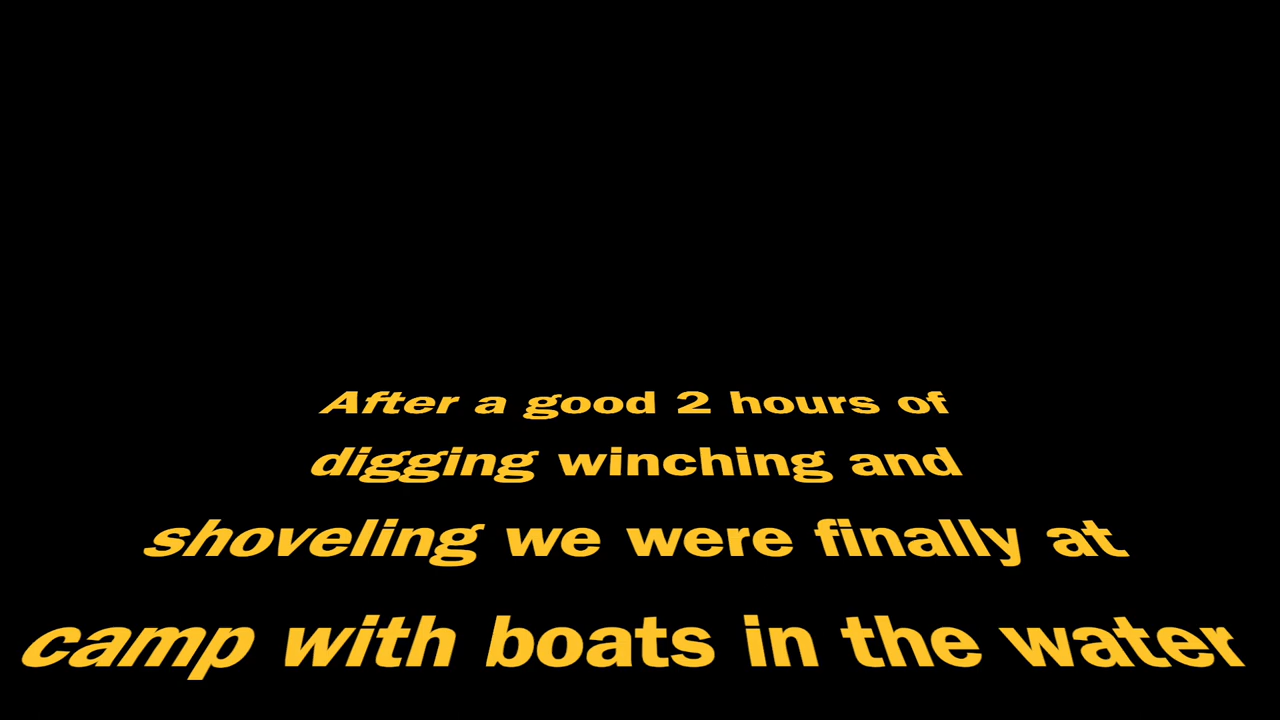 After a good 2 hours of
digging winching and
shoveling we were finally at
camp with boats in the water